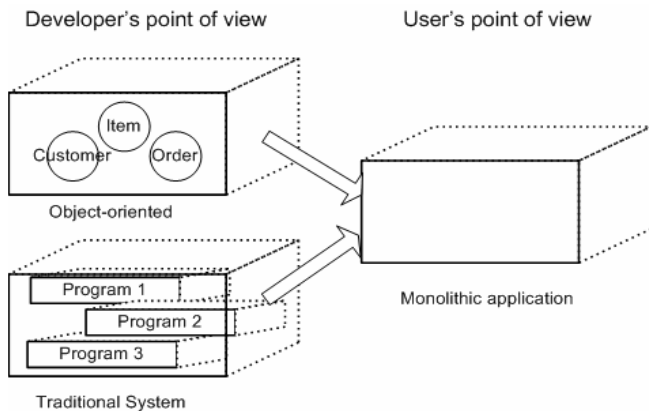 Developer's point of view
User's point of view
Item
Customer
Order
Object-oriented
Program 1
Program 2
Program 3
Traditional System
Monolithic application